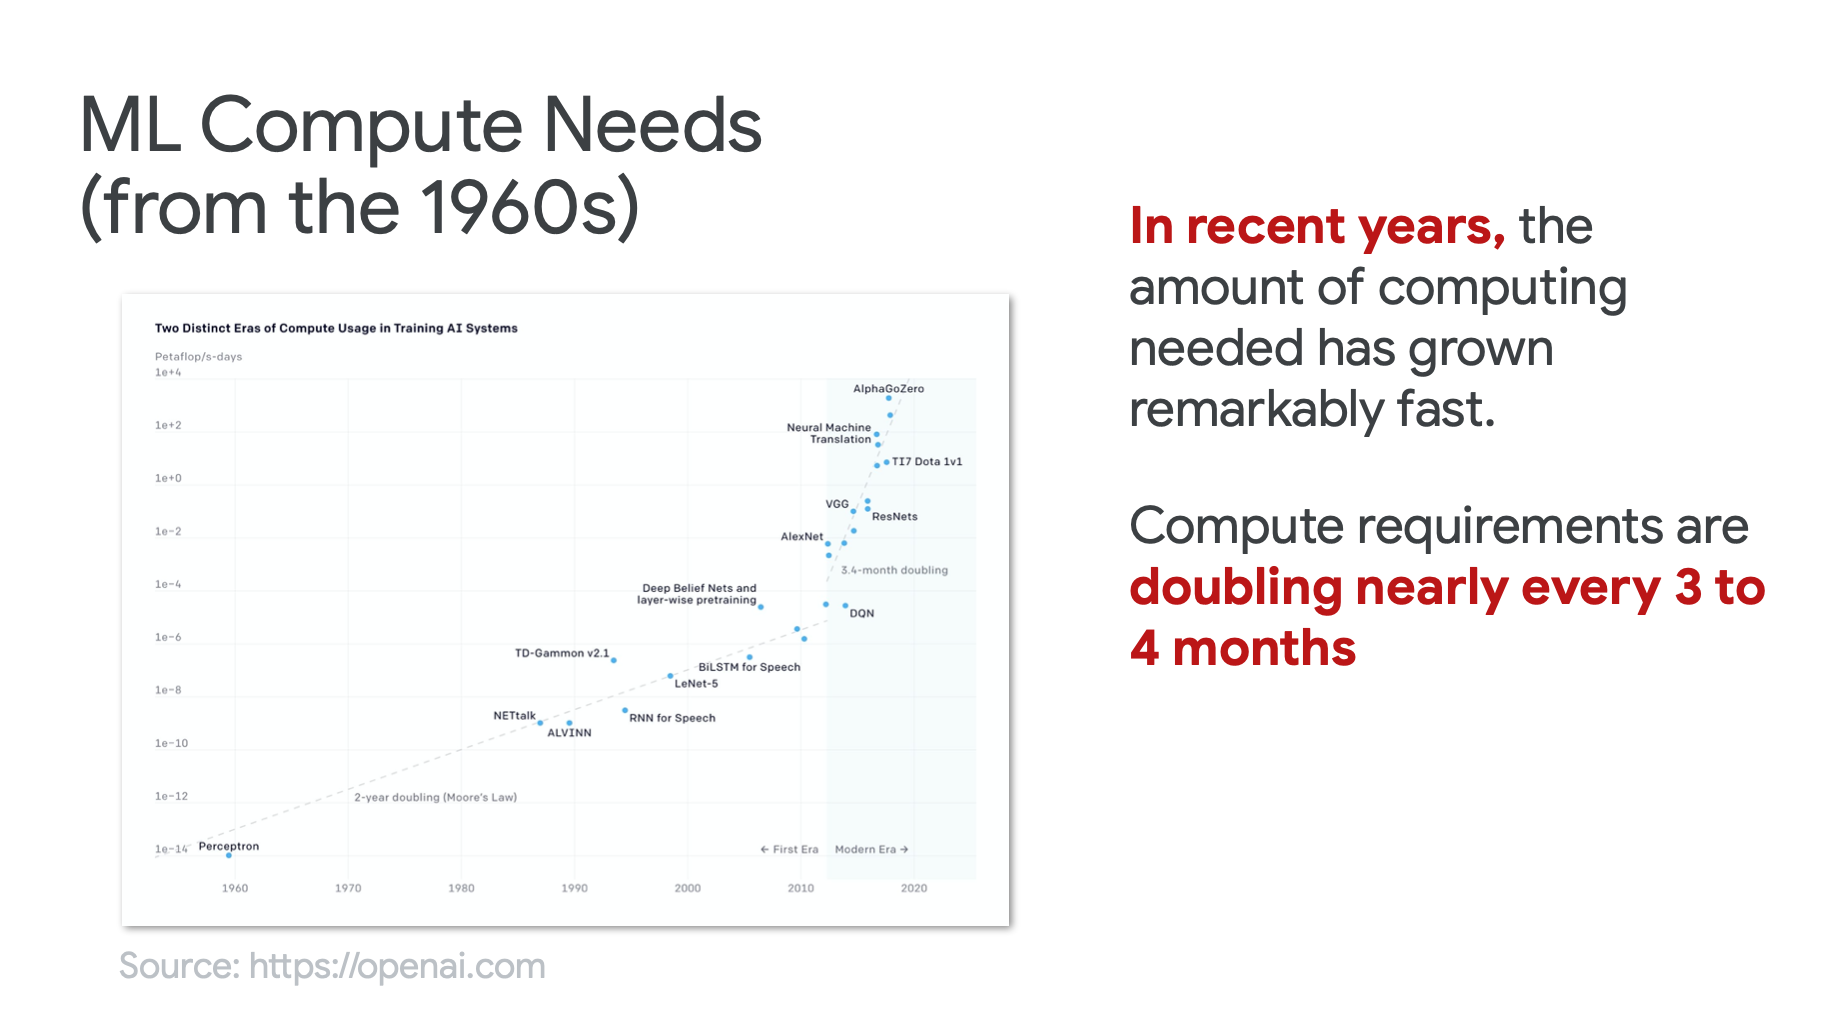 ML Compute Needs
(from the 1960s)
In recent years, the
amount of computing
needed has grown
remarkably fast.
Compute requirements are
doubling nearly every 3 to
4 months
Two Distinct Eras of Compute Usage in Training AI Systems
Petaflop/s-days
1e+4
1e+2
1e+0
1e-2
1e-4
1e-6
1e-8
1e-10
1e-12
1e-14
AlphaGoZero
Neural Machine
Translation
TI7 Dota 1v1
VGG
ResNets
AlexNet
3.4-month doubling
Deep Belief Nets and
layer-wise pretraining
DQN
TD-Gammon v2.1
BiLSTM for Speech
LeNet-5
NETtalk
RNN for Speech
ALVINN
2-year doubling (Moore's Law)
Perceptron
← First Era
Modern Era →
1960
1970
1980
1990
2000
2010
2020
Source: https://openai.com